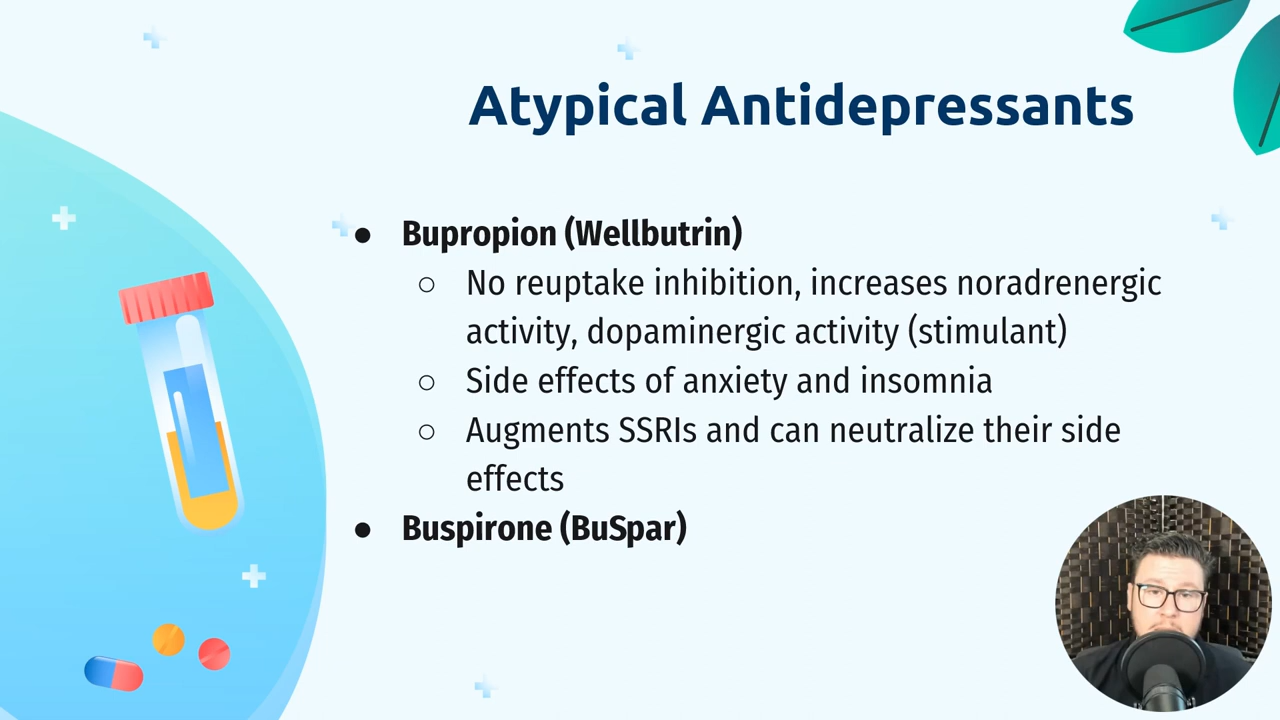 Atypical Antidepressants
● Bupropion (Wellbutrin)
○ No reuptake inhibition, increases noradrenergic
activity, dopaminergic activity (stimulant)
○ Side effects of anxiety and insomnia
○ Augments SSRIs and can neutralize their side
effects
● Buspirone (BuSpar)